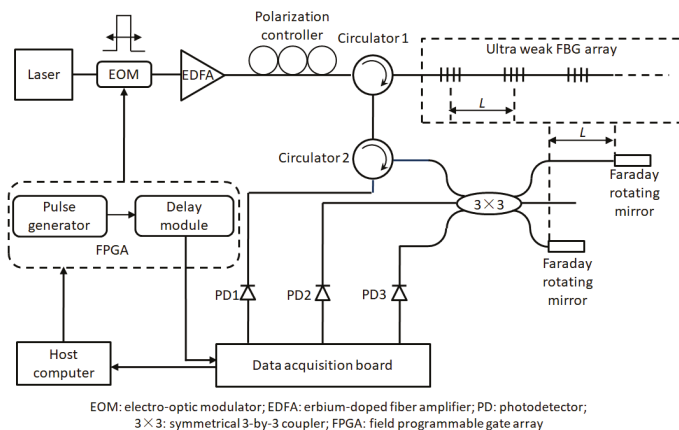 Polarization
controller
Circulator 1
Ultra weak FBG array
Laser
EOM
EDFA
L
L
Circulator 2
Faraday
rotating
mirror
Pulse
generator
Delay
module
3×3
FPGA
Faraday
rotating
mirror
PD1
PD2
PD3
Host
computer
Data acquisition board
EOM: electro-optic modulator; EDFA: erbium-doped fiber amplifier; PD: photodetector;
3×3: symmetrical 3-by-3 coupler; FPGA: field programmable gate array